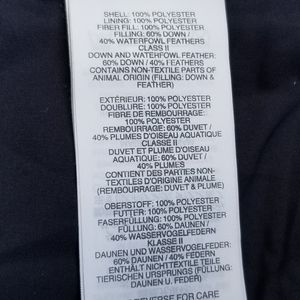 SHELL: 100% POLYESTER
LINING: 100% POLYESTER
FIBER FILL: 100% POLYESTER
FILLING: 60% DOWN /
40% WATERFOWL FEATHERS
CLASS II
DOWN AND WATERFOWL FEATHER:
60% DOWN / 40% FEATHERS
CONTAINS NON-TEXTILE PARTS OF
ANIMAL ORIGIN (FILLING: DOWN &
FEATHER)
EXTÉRIEUR: 100% POLYESTER
DOUBLURE: 100% POLYESTER
FIBRE DE REMBOURRAGE:
100% POLYESTER
REMBOURRAGE: 60% DUVET /
40% PLUMES D'OISEAU AQUATIQUE
CLASSE II
DUVET ET PLUME D'OISEAU
AQUATIQUE: 60% DUVET /
40% PLUMES
CONTIENT DES PARTIES NON-
TEXTILES D'ORIGINE ANIMALE
(REMBOURRAGE: DUVET & PLUME)
OBERSTOFF: 100% POLYESTER
FUTTER: 100% POLYESTER
FASERFÜLLUNG: 100% POLYESTER
FÜLLUNG: 60% DAUNEN /
40% WASSERVOGELFEDERN
KLASSE II
DAUNEN UND WASSERVOGELFEDER:
60% DAUNEN / 40% FEDERN
ENTHÄLT NICHTTEXTILE TEILE
TIERISCHEN URSPRUNGS (FÜLLUNG:
DAUNEN U. FEDER)
REVERSE FOR CARE